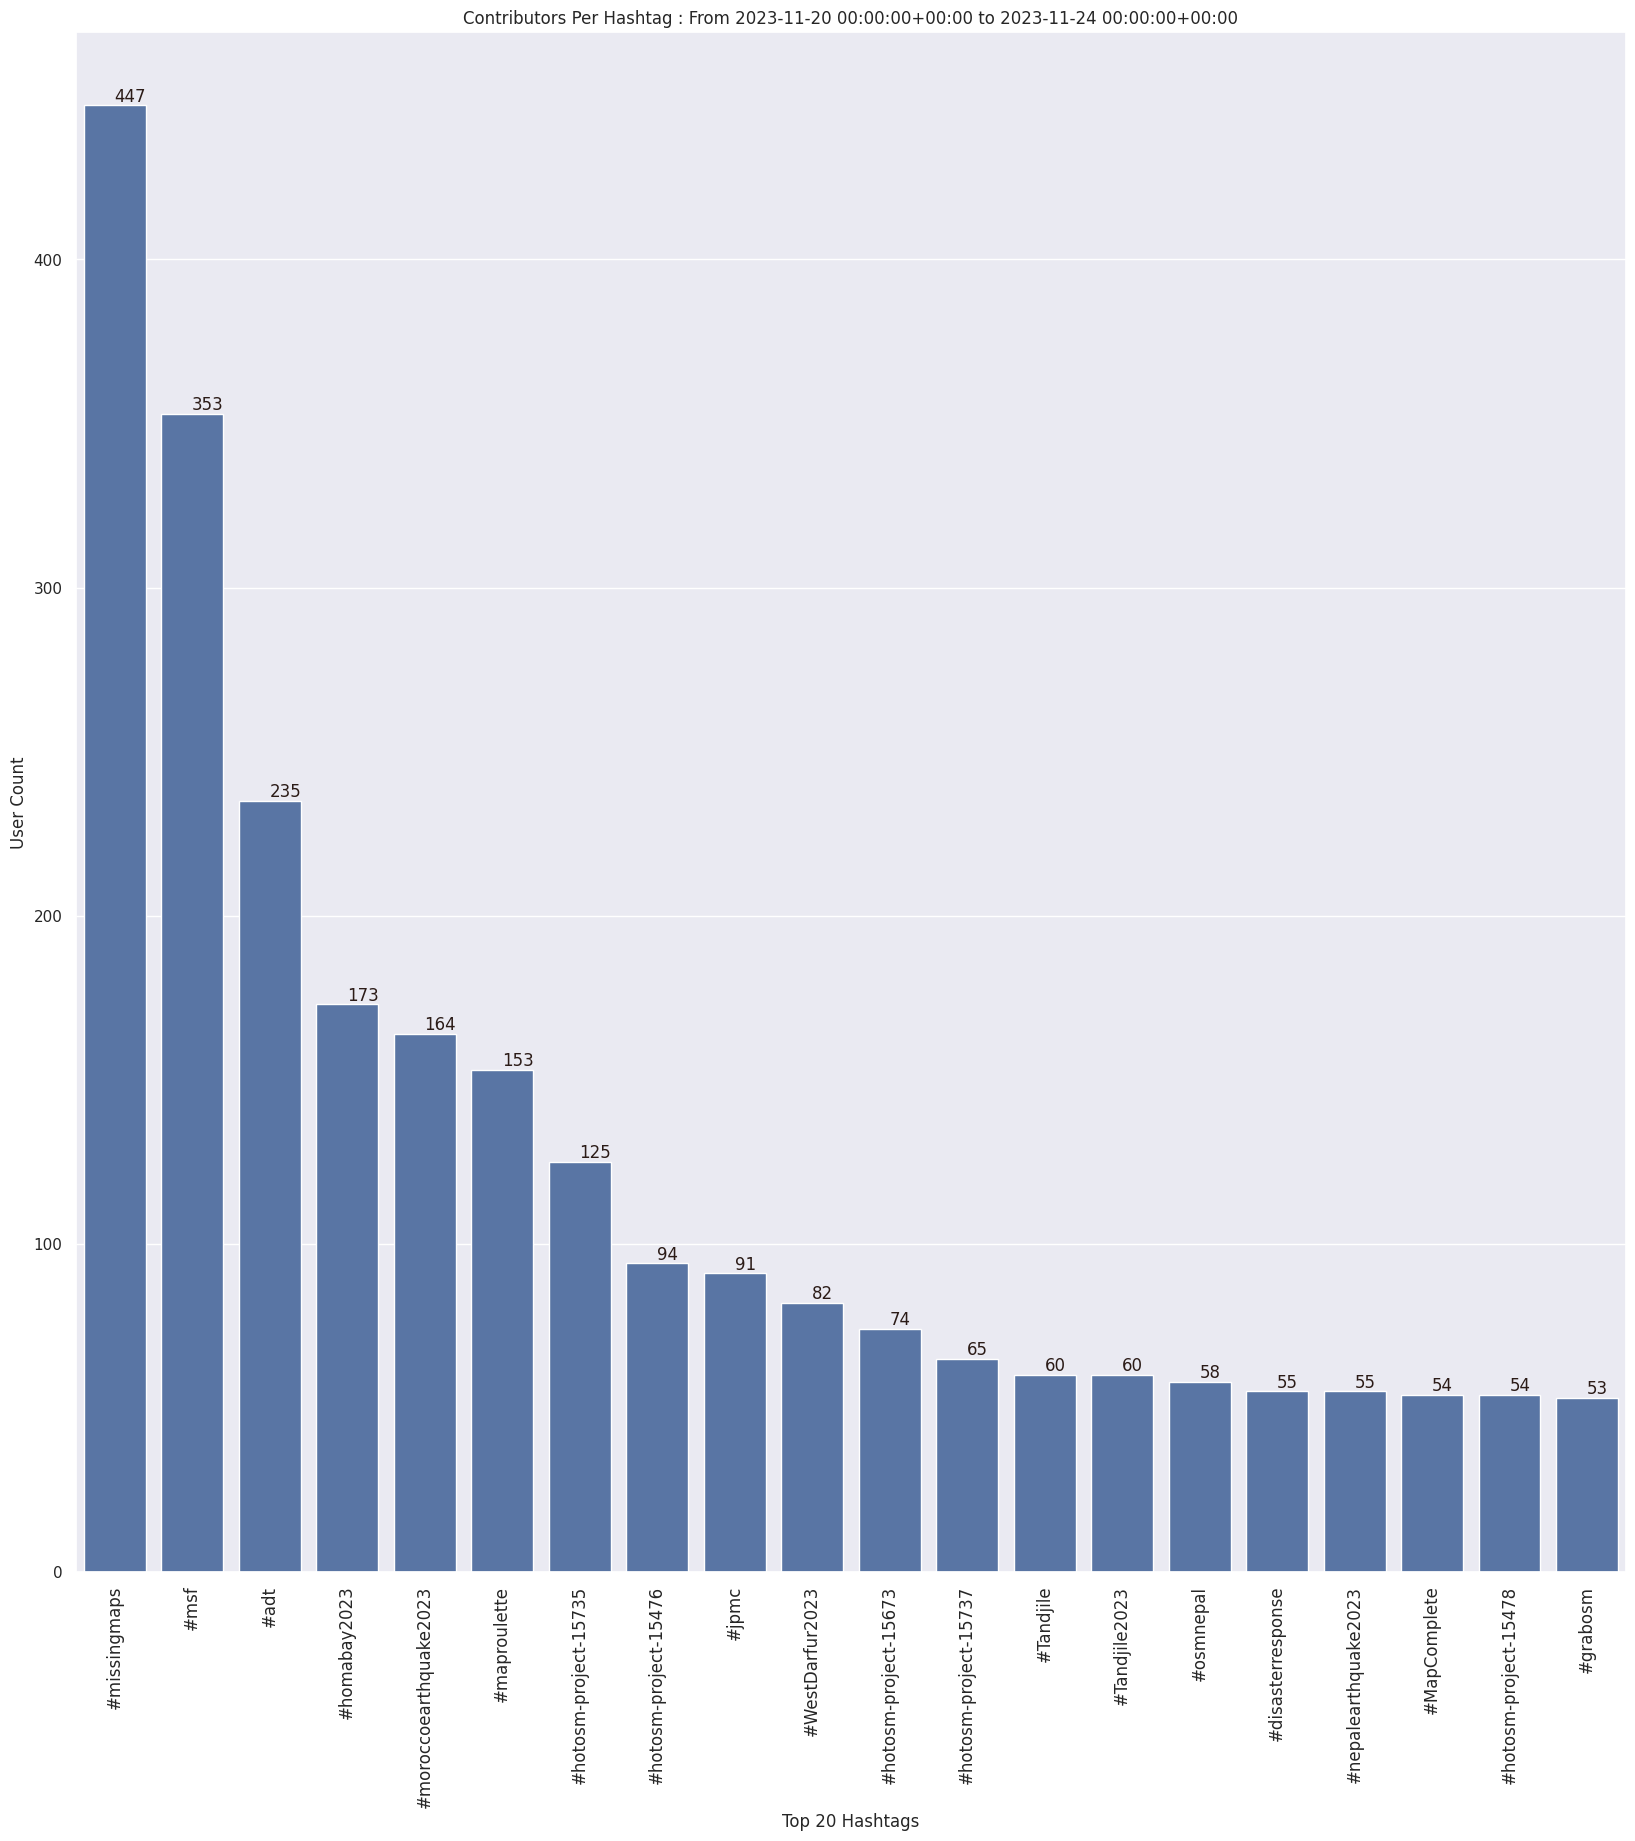 Contributors Per Hashtag : From 2023-11-20 00:00:00+00:00 to 2023-11-24 00:00:00+00:00
User Count
400
300
200
100
0
447
353
235
173
164
153
125
94
91
82
74
65
60
60
58
55
55
54
54
53
#missingmaps
#msf
#adt
#homabay2023
#moroccoearthquake2023
#maproulette
#hotosm-project-15735
#hotosm-project-15476
#jpmc
#WestDarfur2023
#hotosm-project-15673
#hotosm-project-15737
#Tandjile
#Tandjile2023
#osmnepal
#disasterresponse
#nepalearthquake2023
#MapComplete
#hotosm-project-15478
#grabosm
Top 20 Hashtags